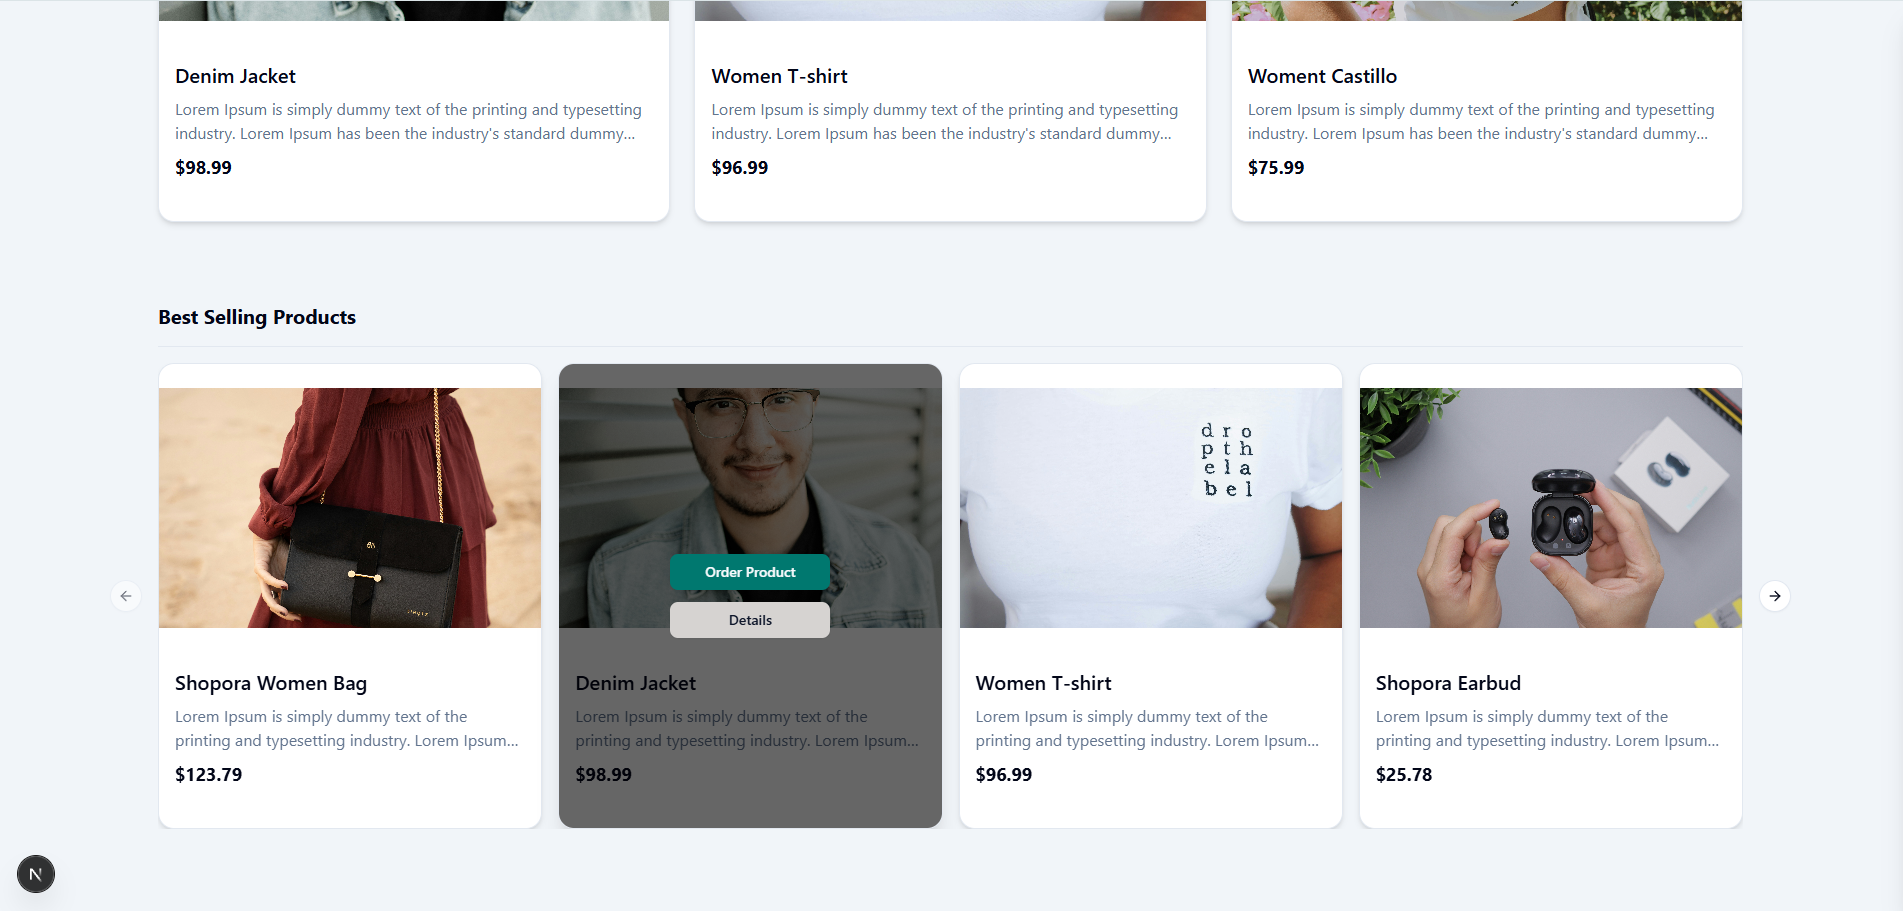 Denim Jacket
Lorem Ipsum is simply dummy text of the printing and typesetting
industry. Lorem Ipsum has been the industry's standard dummy...
$98.99
Women T-shirt
Lorem Ipsum is simply dummy text of the printing and typesetting
industry. Lorem Ipsum has been the industry's standard dummy...
$96.99
Woment Castillo
Lorem Ipsum is simply dummy text of the printing and typesetting
industry. Lorem Ipsum has been the industry's standard dummy...
$75.99
Best Selling Products
Shopora Women Bag
Lorem Ipsum is simply dummy text of the
printing and typesetting industry. Lorem Ipsum...
$123.79
Order Product
Details
Denim Jacket
Lorem Ipsum is simply dummy text of the
printing and typesetting industry. Lorem Ipsum...
$98.99
d r o
p t h
e l a
b e l
Women T-shirt
Lorem Ipsum is simply dummy text of the
printing and typesetting industry. Lorem Ipsum...
$96.99
Shopora Earbud
Lorem Ipsum is simply dummy text of the
printing and typesetting industry. Lorem Ipsum...
$25.78
N